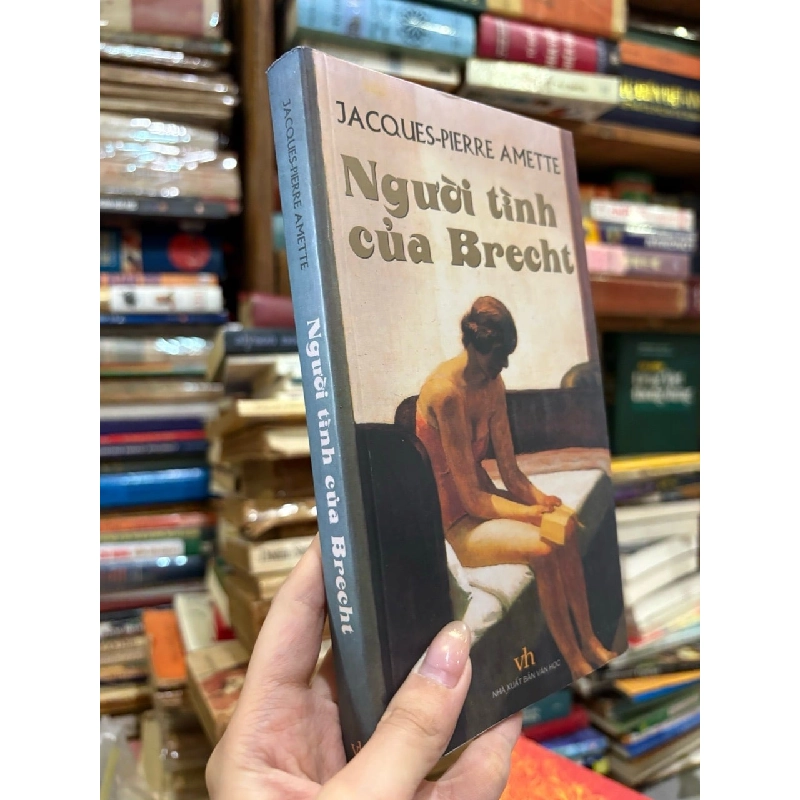 JACQUES-PIERRE AMETTE
Người tình
của Brecht
vh
NHÀ XUẤT BẢN VĂN HỌC
JACQUES-PIERRE AMETTE
Người tình của Brecht